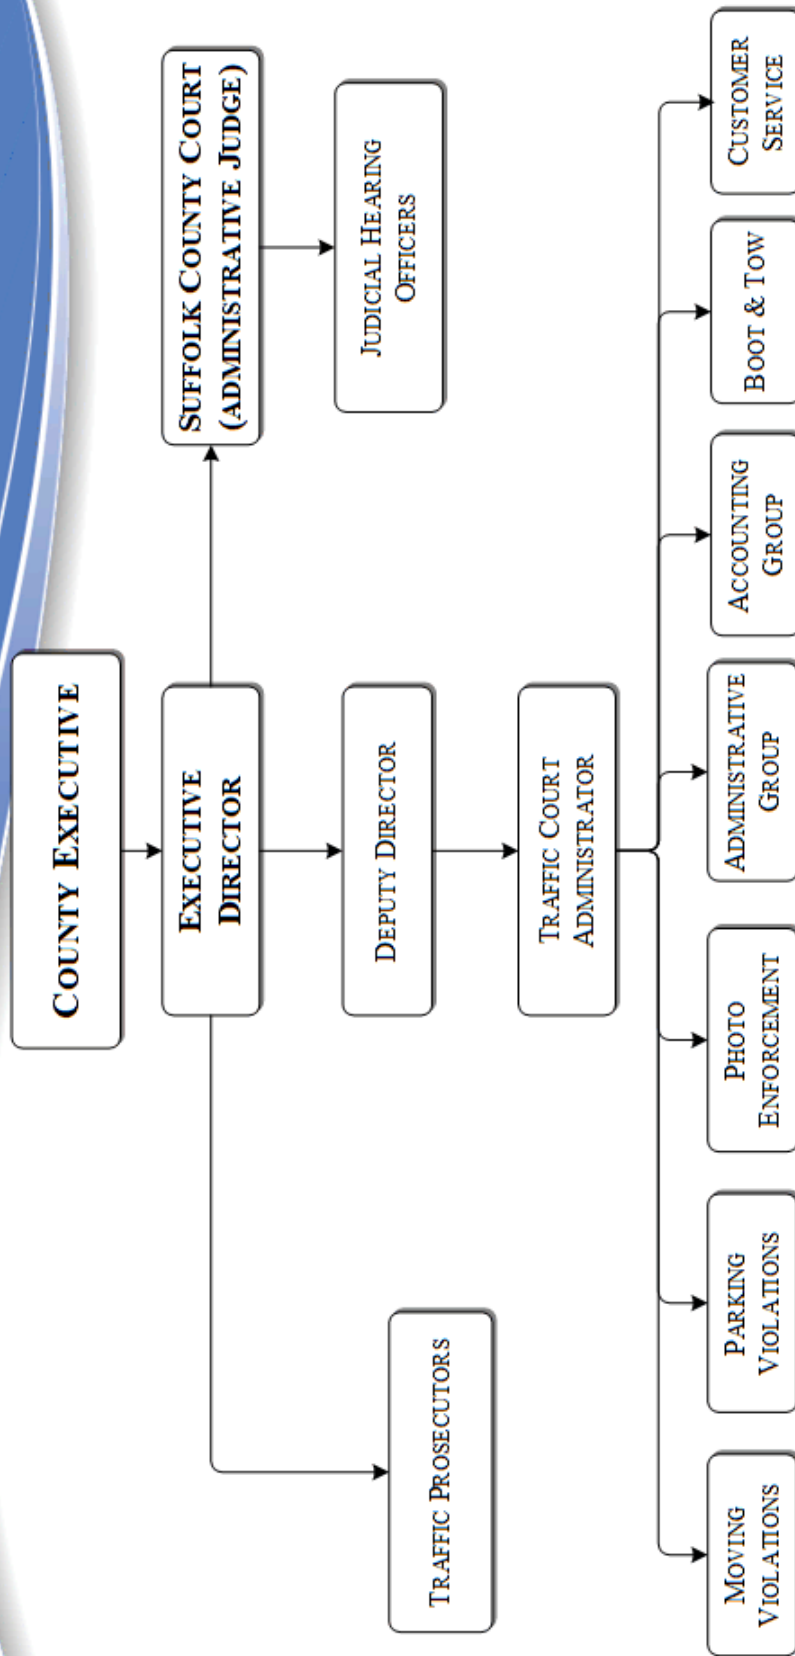 COUNTY EXECUTIVE
EXECUTIVE
DIRECTOR
SUFFOLK COUNTY COURT
(ADMINISTRATIVE JUDGE)
JUDICIAL HEARING
OFFICERS
DEPUTY DIRECTOR
TRAFFIC PROSECUTORS
TRAFFIC COURT
ADMINISTRATOR
MOVING
VIOLATIONS
PARKING
VIOLATIONS
PHOTO
ENFORCEMENT
ADMINISTRATIVE
GROUP
ACCOUNTING
GROUP
BOOT & TOW
CUSTOMER
SERVICE